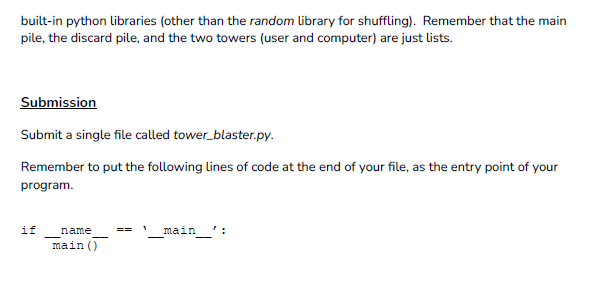 built-in python libraries (other than the random library for shuffling).  Remember that the main
pile, the discard pile, and the two towers (user and computer) are just lists.
Submission
Submit a single file called tower_blaster.py.
Remember to put the following lines of code at the end of your file, as the entry point of your
program.
if __name__ == '__main__':
    main()